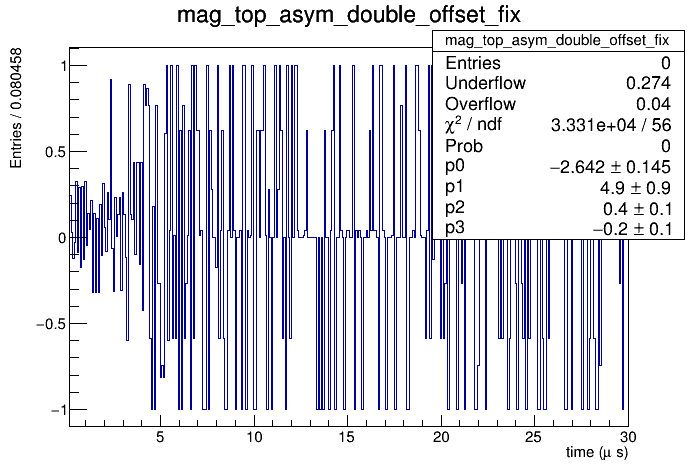 mag_top_asym_double_offset_fix
mag_top_asym_double_offset_fix
Entries 0
Underflow 0.274
Overflow 0.04
χ² / ndf 3.331e+04 / 56
Prob 0
p0 −2.642 ± 0.145
p1 4.9 ± 0.9
p2 0.4 ± 0.1
p3 −0.2 ± 0.1
Entries / 0.080458
1
0.5
0
−0.5
−1
5 10 15 20 25 30
time (μ s)